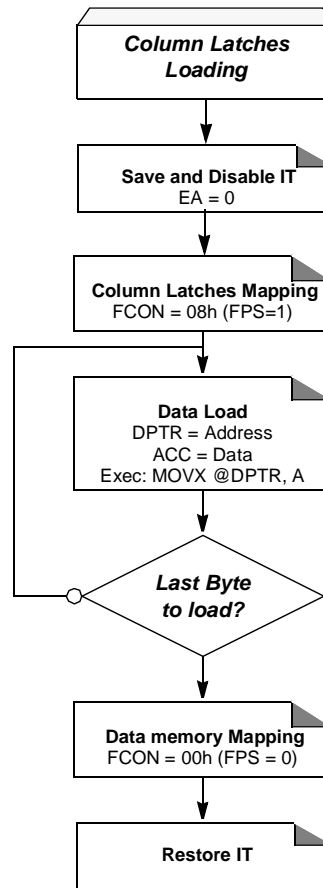 Column Latches
Loading
Save and Disable IT
EA = 0
Column Latches Mapping
FCON = 08h (FPS=1)
Data Load
DPTR = Address
ACC = Data
Exec: MOVX @DPTR, A
Last Byte
to load?
Data memory Mapping
FCON = 00h (FPS = 0)
Restore IT